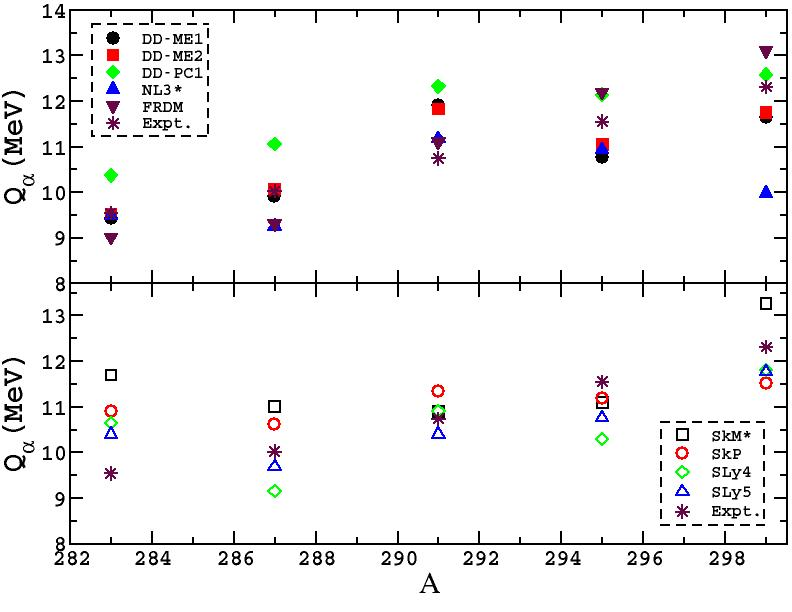 14
13
12
11
10
9
8
Qα (MeV)
DD-ME1
DD-ME2
DD-PC1
NL3*
FRDM
Expt.
13
12
11
10
9
8
Qα (MeV)
SkM*
SkP
SLy4
SLy5
Expt.
282 284 286 288 290 292 294 296 298
A